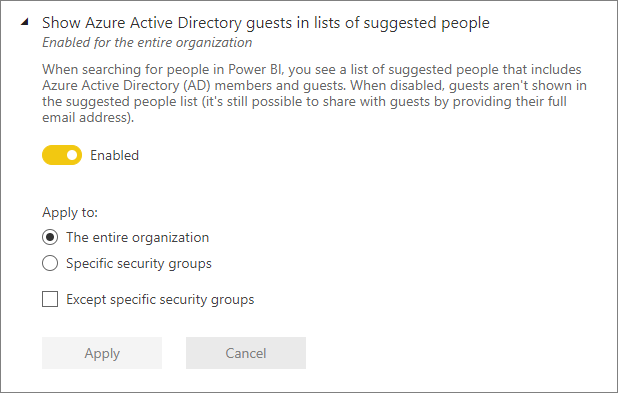 Show Azure Active Directory guests in lists of suggested people
Enabled for the entire organization
When searching for people in Power BI, you see a list of suggested people that includes
Azure Active Directory (AD) members and guests. When disabled, guests aren't shown in
the suggested people list (it's still possible to share with guests by providing their full
email address).
Enabled
Apply to:
The entire organization
Specific security groups
Except specific security groups
Apply
Cancel